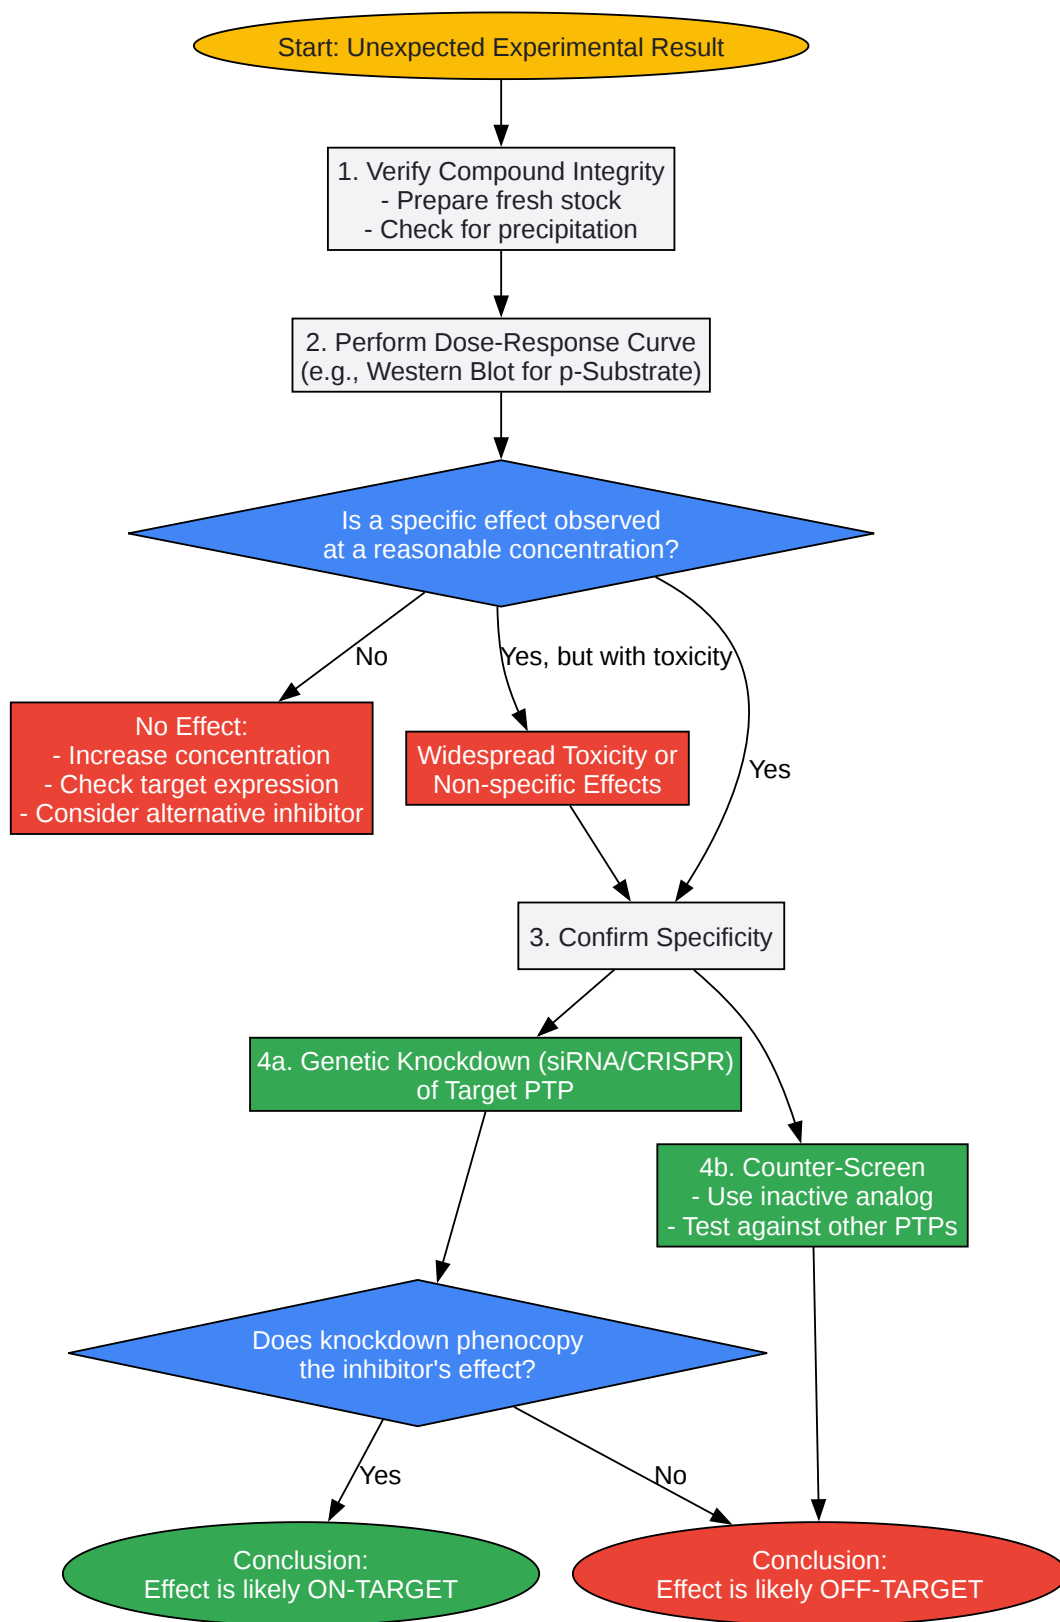 Start: Unexpected Experimental Result
1. Verify Compound Integrity
- Prepare fresh stock
- Check for precipitation
2. Perform Dose-Response Curve
(e.g., Western Blot for p-Substrate)
Is a specific effect observed
at a reasonable concentration?
No
Yes, but with toxicity
Yes
No Effect:
- Increase concentration
- Check target expression
- Consider alternative inhibitor
Widespread Toxicity or
Non-specific Effects
3. Confirm Specificity
4a. Genetic Knockdown (siRNA/CRISPR)
of Target PTP
4b. Counter-Screen
- Use inactive analog
- Test against other PTPs
Does knockdown phenocopy
the inhibitor's effect?
Yes
No
Conclusion:
Effect is likely ON-TARGET
Conclusion:
Effect is likely OFF-TARGET